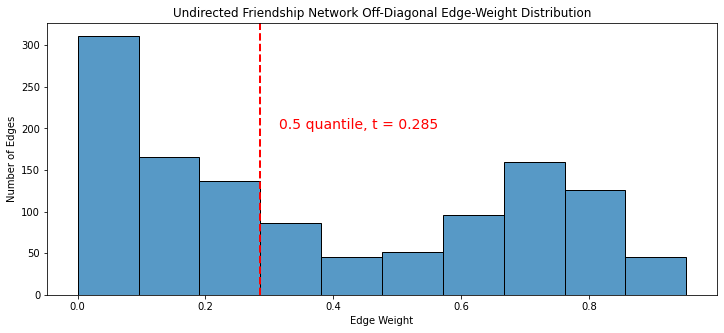 Undirected Friendship Network Off-Diagonal Edge-Weight Distribution
300
250
200
150
100
50
0
Number of Edges
0.5 quantile, t = 0.285
0.0 0.2 0.4 0.6 0.8
Edge Weight